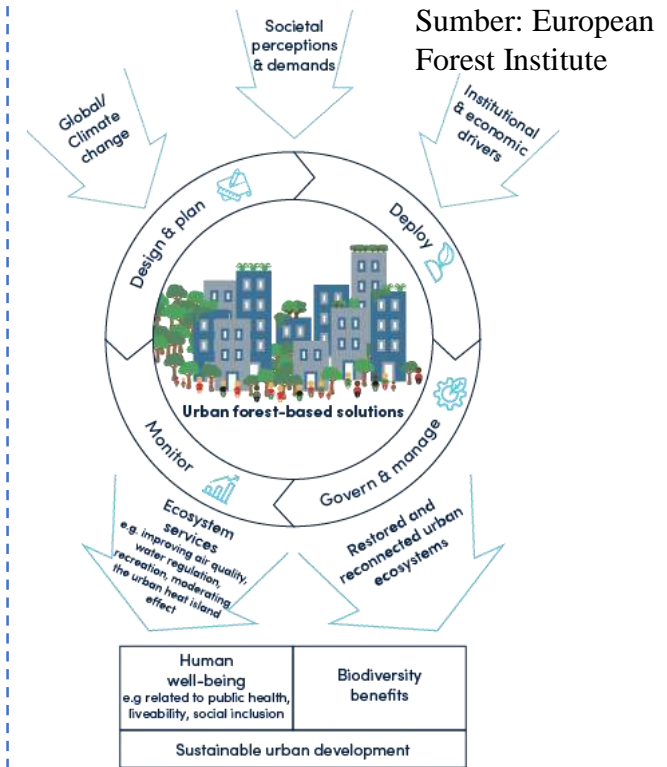 Sumber: European
Forest Institute
Societal
perceptions
& demands
Global/
Climate
change
Institutional
& economic
drivers
Design & plan
Deploy
Urban forest-based solutions
Monitor
Govern & manage
Ecosystem
services
e.g. improving air quality,
water regulation,
recreation, moderating
the urban heat island
effect
Restored and
reconnected urban
ecosystems
Human
well-being
e.g related to public health,
liveability, social inclusion
Biodiversity
benefits
Sustainable urban development